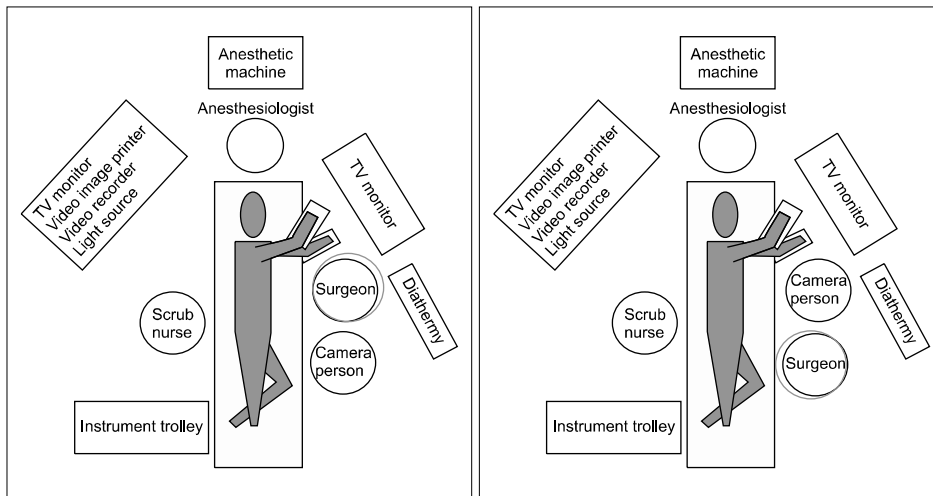 Anesthetic
machine
Anesthesiologist
TV monitor
Video image printer
Video recorder
Light source
TV monitor
Surgeon
Diathermy
Scrub
nurse
Camera
person
Instrument trolley
Anesthetic
machine
Anesthesiologist
TV monitor
Video image printer
Video recorder
Light source
TV monitor
Camera
person
Diathermy
Scrub
nurse
Surgeon
Instrument trolley